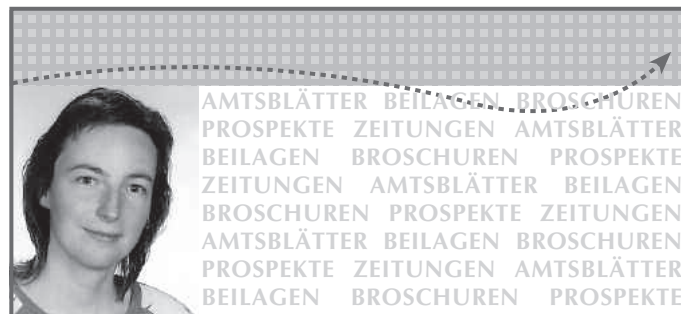 AMTSBLÄTTER BEILAGEN BROSCHUREN
PROSPEKTE ZEITUNGEN AMTSBLÄTTER
BEILAGEN BROSCHUREN PROSPEKTE
ZEITUNGEN AMTSBLÄTTER BEILAGEN
BROSCHUREN PROSPEKTE ZEITUNGEN
AMTSBLÄTTER BEILAGEN BROSCHUREN
PROSPEKTE ZEITUNGEN AMTSBLÄTTER
BEILAGEN BROSCHUREN PROSPEKTE